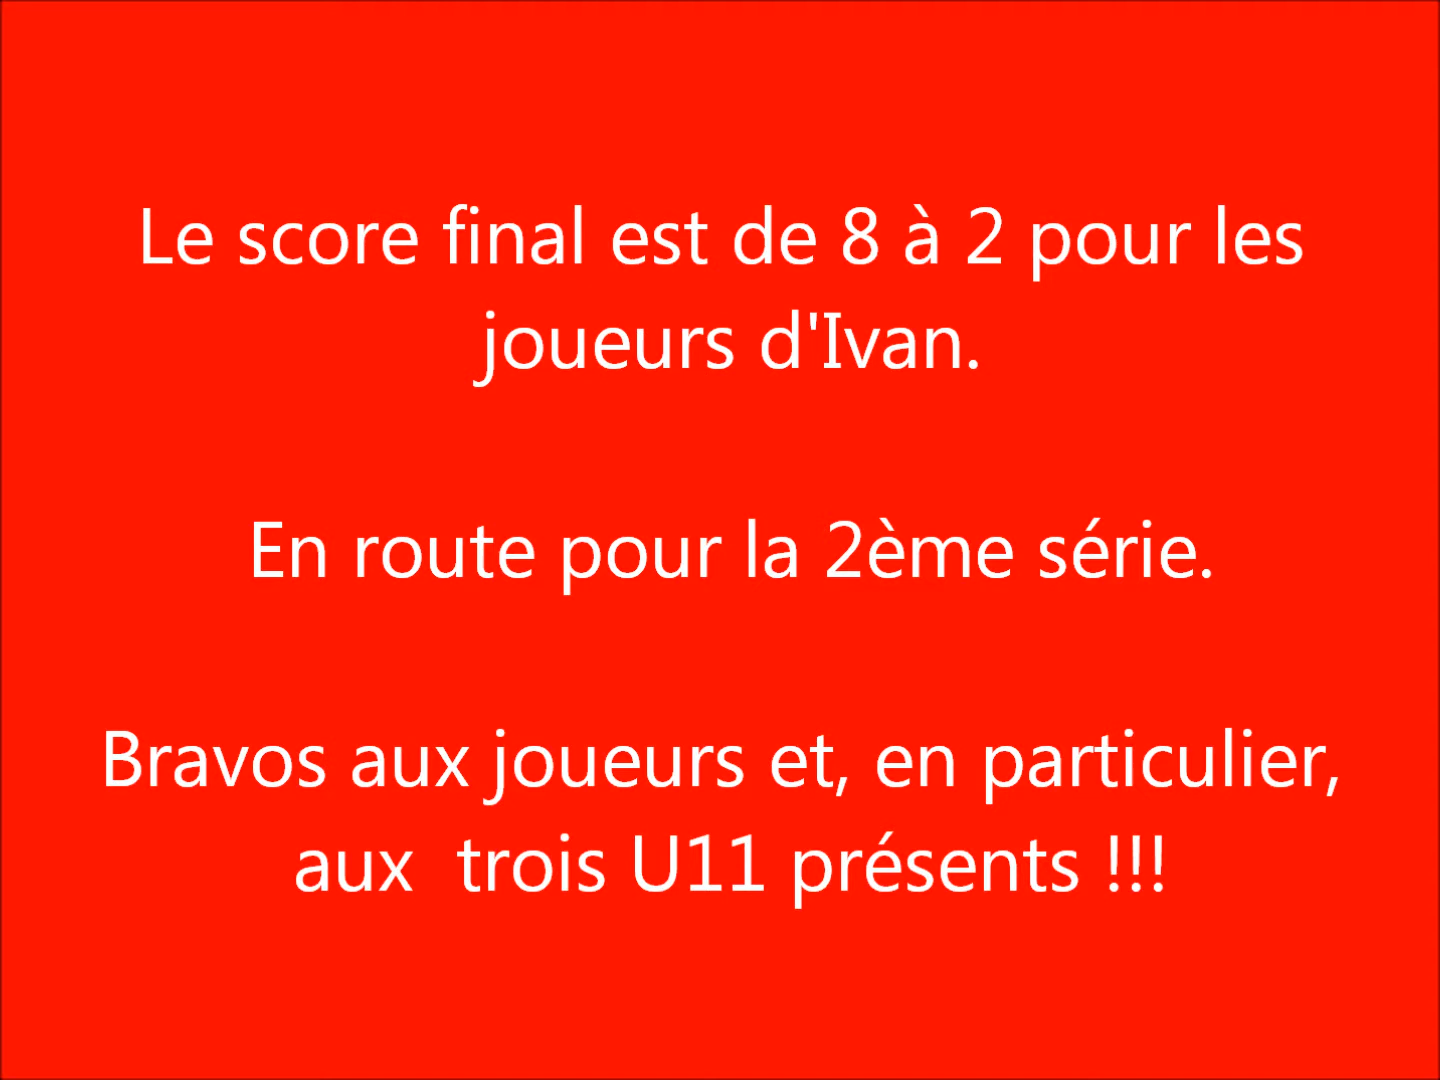 Le score final est de 8 à 2 pour les
joueurs d'Ivan.
En route pour la 2ème série.
Bravos aux joueurs et, en particulier,
aux  trois U11 présents !!!